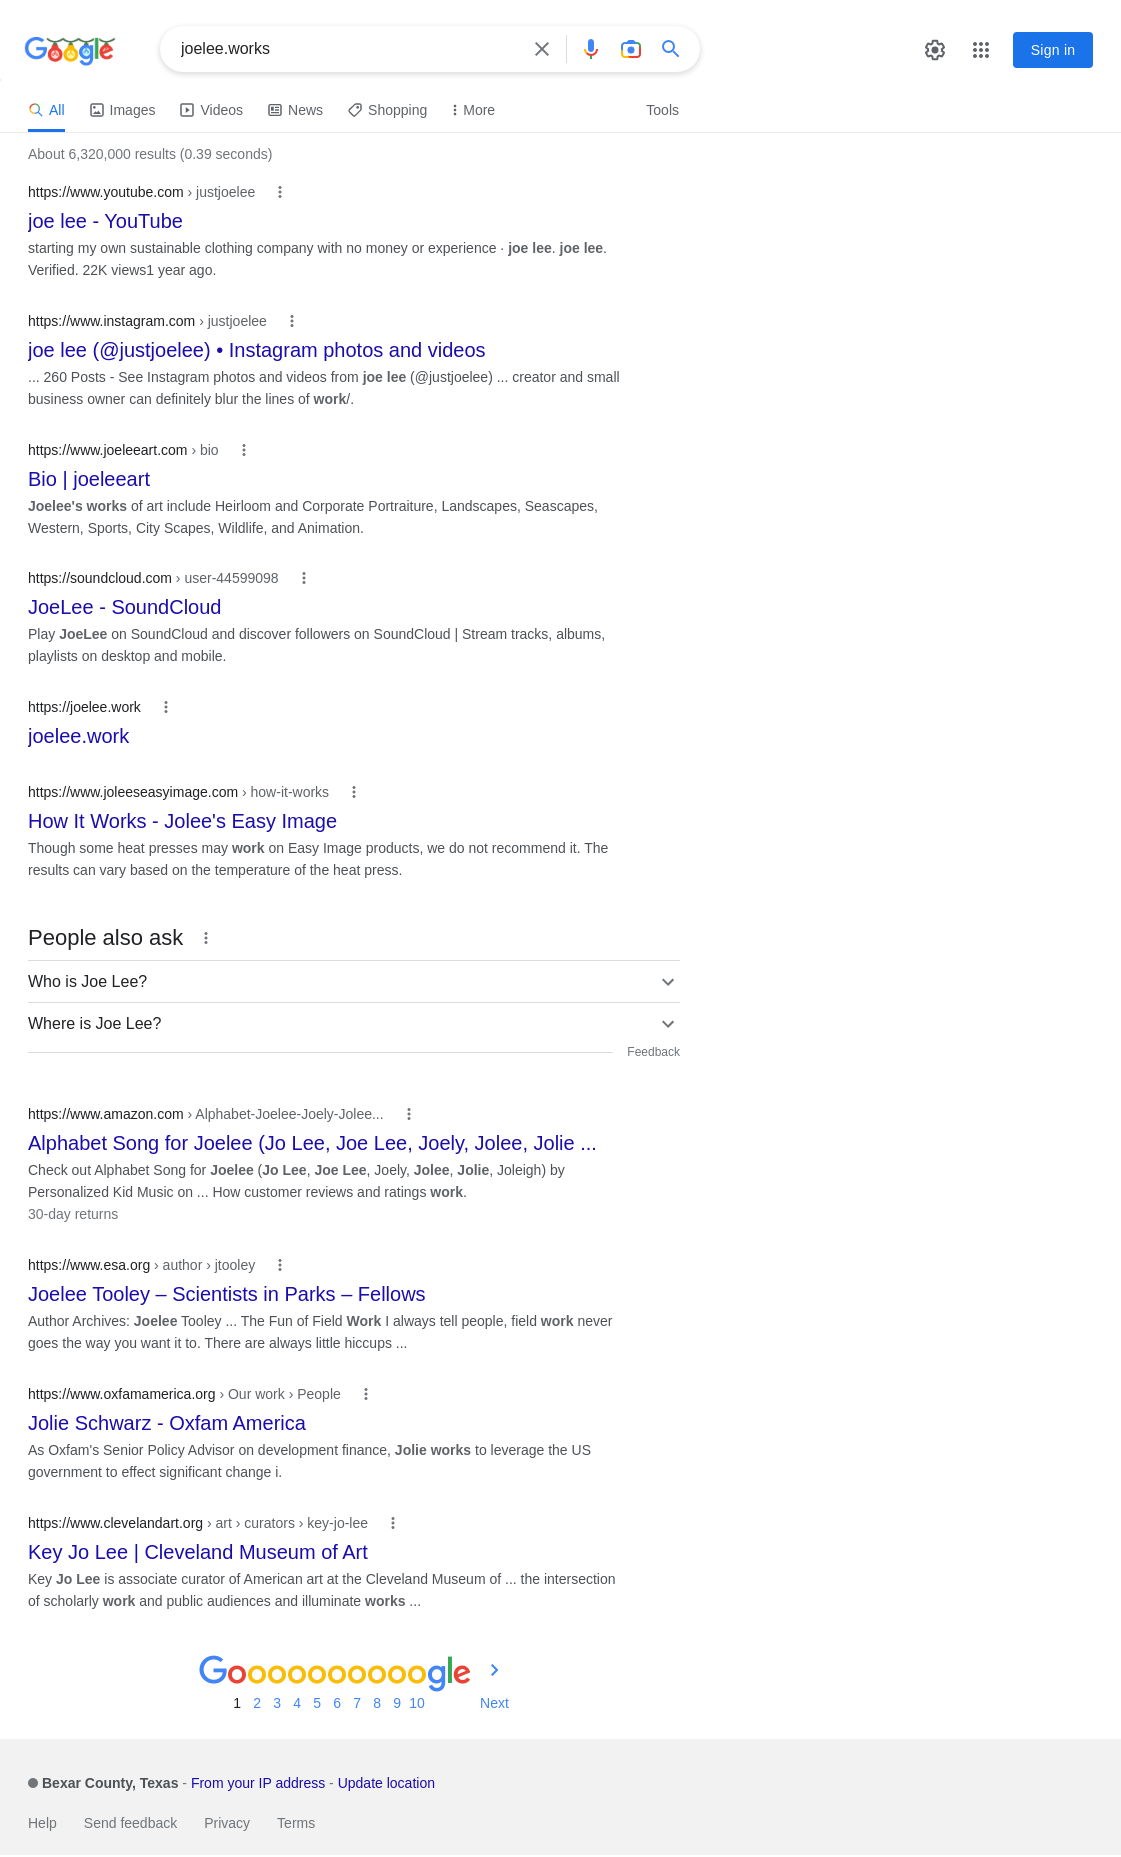 Google
joelee.works
Sign in
All Images Videos News Shopping More Tools
About 6,320,000 results (0.39 seconds)
https://www.youtube.com › justjoelee
joe lee - YouTube
starting my own sustainable clothing company with no money or experience · joe lee. joe lee.
Verified. 22K views1 year ago.
https://www.instagram.com › justjoelee
joe lee (@justjoelee) • Instagram photos and videos
... 260 Posts - See Instagram photos and videos from joe lee (@justjoelee) ... creator and small
business owner can definitely blur the lines of work/.
https://www.joeleeart.com › bio
Bio | joeleeart
Joelee's works of art include Heirloom and Corporate Portraiture, Landscapes, Seascapes,
Western, Sports, City Scapes, Wildlife, and Animation.
https://soundcloud.com › user-44599098
JoeLee - SoundCloud
Play JoeLee on SoundCloud and discover followers on SoundCloud | Stream tracks, albums,
playlists on desktop and mobile.
https://joelee.work
joelee.work
https://www.joleeseasyimage.com › how-it-works
How It Works - Jolee's Easy Image
Though some heat presses may work on Easy Image products, we do not recommend it. The
results can vary based on the temperature of the heat press.
People also ask
Who is Joe Lee?
Where is Joe Lee?
Feedback
https://www.amazon.com › Alphabet-Joelee-Joely-Jolee...
Alphabet Song for Joelee (Jo Lee, Joe Lee, Joely, Jolee, Jolie ...
Check out Alphabet Song for Joelee (Jo Lee, Joe Lee, Joely, Jolee, Jolie, Joleigh) by
Personalized Kid Music on ... How customer reviews and ratings work.
30-day returns
https://www.esa.org › author › jtooley
Joelee Tooley – Scientists in Parks – Fellows
Author Archives: Joelee Tooley ... The Fun of Field Work I always tell people, field work never
goes the way you want it to. There are always little hiccups ...
https://www.oxfamamerica.org › Our work › People
Jolie Schwarz - Oxfam America
As Oxfam's Senior Policy Advisor on development finance, Jolie works to leverage the US
government to effect significant change i.
https://www.clevelandart.org › art › curators › key-jo-lee
Key Jo Lee | Cleveland Museum of Art
Key Jo Lee is associate curator of American art at the Cleveland Museum of ... the intersection
of scholarly work and public audiences and illuminate works ...
Goooooooooogle
1 2 3 4 5 6 7 8 9 10 Next
Bexar County, Texas - From your IP address - Update location
Help Send feedback Privacy Terms